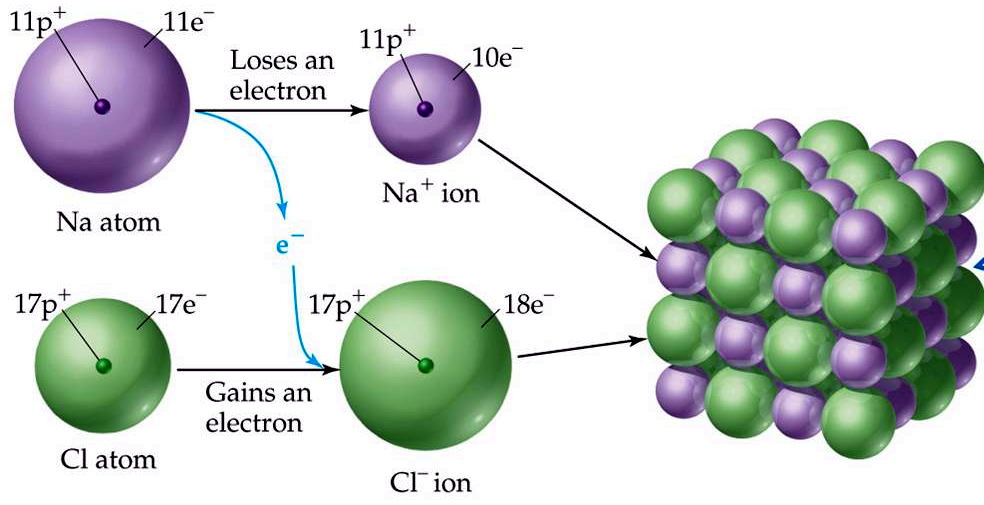 11p⁺
11e⁻
Loses an
electron
11p⁺
10e⁻
Na atom
Na⁺ ion
e⁻
17p⁺
17e⁻
Gains an
electron
17p⁺
18e⁻
Cl atom
Cl⁻ ion